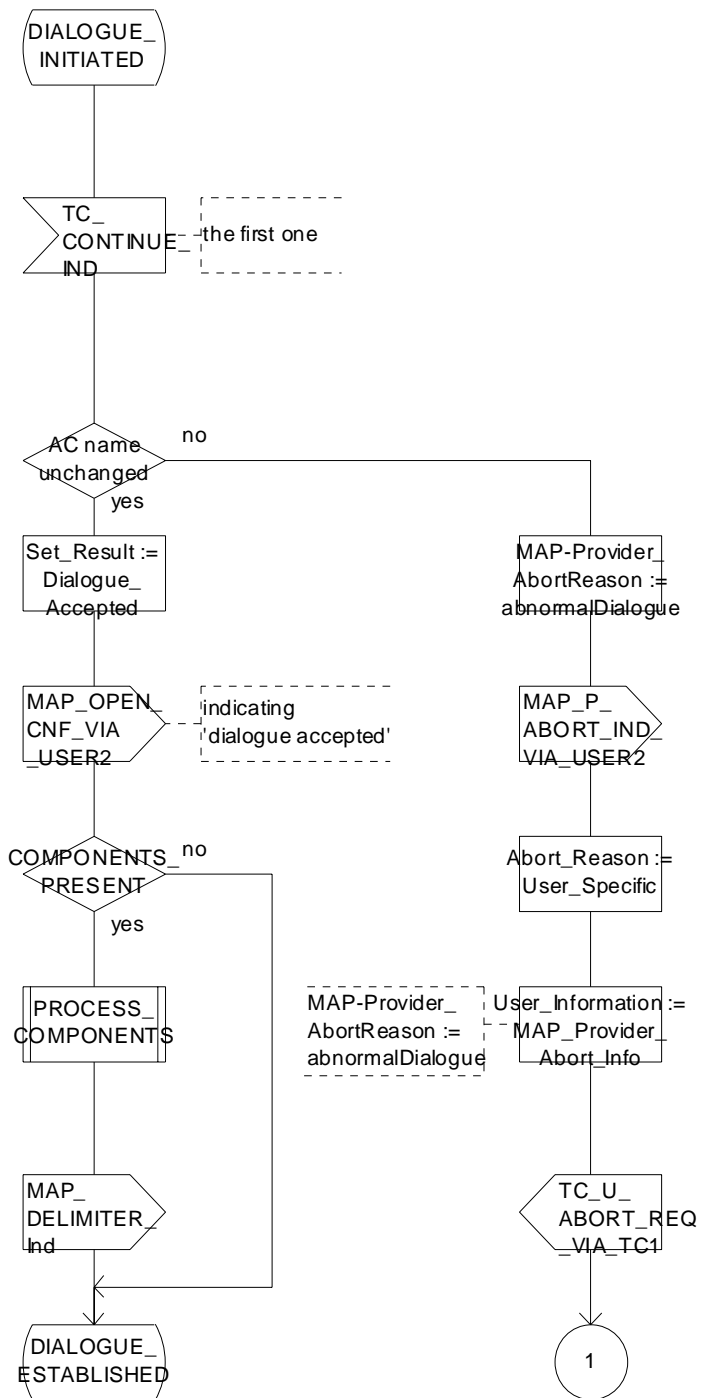 DIALOGUE_
INITIATED
TC_
CONTINUE_
IND
the first one
AC name
unchanged
no
yes
Set_Result :=
Dialogue_
Accepted
MAP-Provider_
AbortReason :=
abnormalDialogue
MAP_OPEN_
CNF_VIA
_USER2
indicating
'dialogue accepted'
MAP_P_
ABORT_IND_
VIA_USER2
COMPONENTS_
PRESENT
no
yes
Abort_Reason :=
User_Specific
PROCESS_
COMPONENTS
MAP-Provider_
AbortReason :=
abnormalDialogue
User_Information :=
MAP_Provider_
Abort_Info
MAP_
DELIMITER_
Ind
TC_U_
ABORT_REQ
_VIA_TC1
DIALOGUE_
ESTABLISHED
1